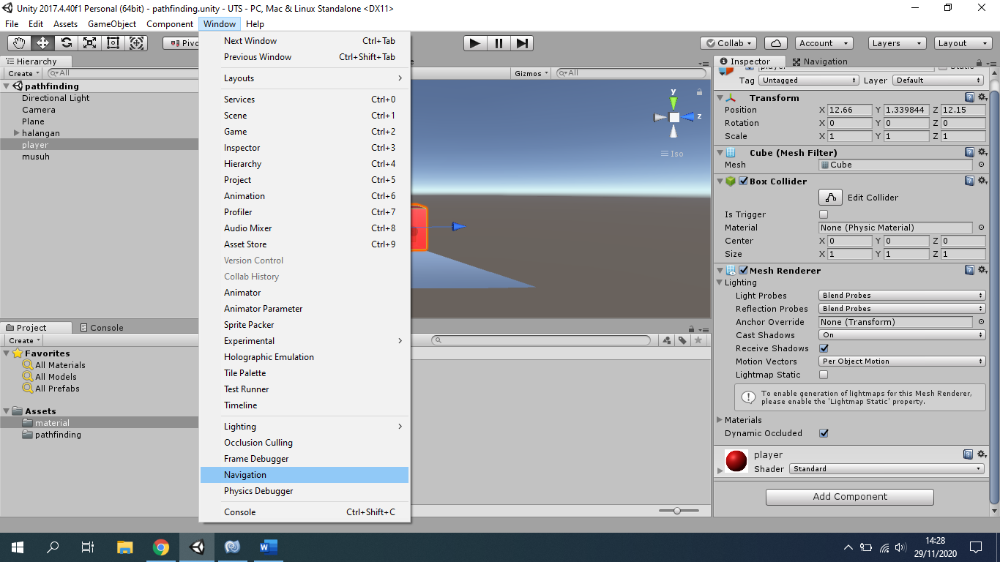 Unity 2017.4.40f1 Personal (64bit) - pathfinding.unity - UTS - PC, Mac & Linux Standalone <DX11>
File Edit Assets GameObject Component Window Help
Collab Account Layers Layout
Hierarchy
Create All
pathfinding
Directional Light
Camera
Plane
halangan
player
musuh
Next Window Ctrl+Tab
Previous Window Ctrl+Shift+Tab
Layouts
Services Ctrl+0
Scene Ctrl+1
Game Ctrl+2
Inspector Ctrl+3
Hierarchy Ctrl+4
Project Ctrl+5
Animation Ctrl+6
Profiler Ctrl+7
Audio Mixer Ctrl+8
Asset Store Ctrl+9
Version Control
Collab History
Animator
Animator Parameter
Sprite Packer
Experimental
Holographic Emulation
Tile Palette
Test Runner
Timeline
Lighting
Occlusion Culling
Frame Debugger
Navigation
Physics Debugger
Console Ctrl+Shift+C
Gizmos All
y
z
Iso
Inspector Navigation
player
Tag Untagged Layer Default
Transform
Position X 12.66 Y 1.339844 Z 12.15
Rotation X 0 Y 0 Z 0
Scale X 1 Y 1 Z 1
Cube (Mesh Filter)
Mesh Cube
Box Collider
Edit Collider
Is Trigger
Material None (Physic Material)
Center X 0 Y 0 Z 0
Size X 1 Y 1 Z 1
Mesh Renderer
Lighting
Light Probes Blend Probes
Reflection Probes Blend Probes
Anchor Override None (Transform)
Cast Shadows On
Receive Shadows
Motion Vectors Per Object Motion
Lightmap Static
To enable generation of lightmaps for this Mesh Renderer,
please enable the 'Lightmap Static' property.
Materials
Dynamic Occluded
player
Shader Standard
Add Component
Project Console
Create
Favorites
All Materials
All Models
All Prefabs
Assets
material
pathfinding
14:28
29/11/2020